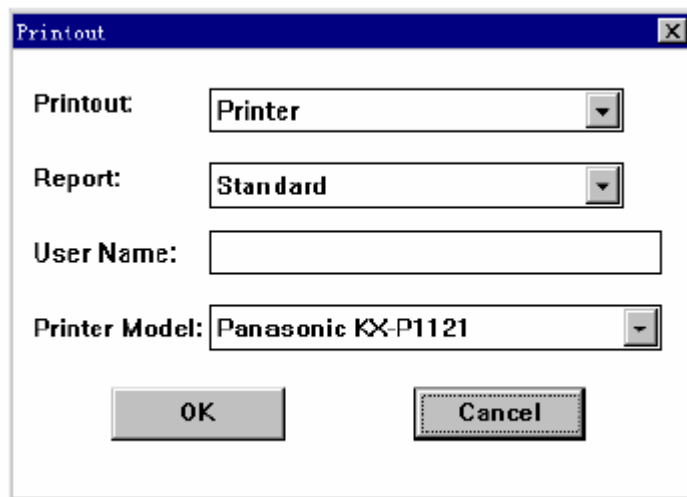 Printout
Printout: Printer
Report: Standard
User Name:
Printer Model: Panasonic KX-P1121
OK Cancel